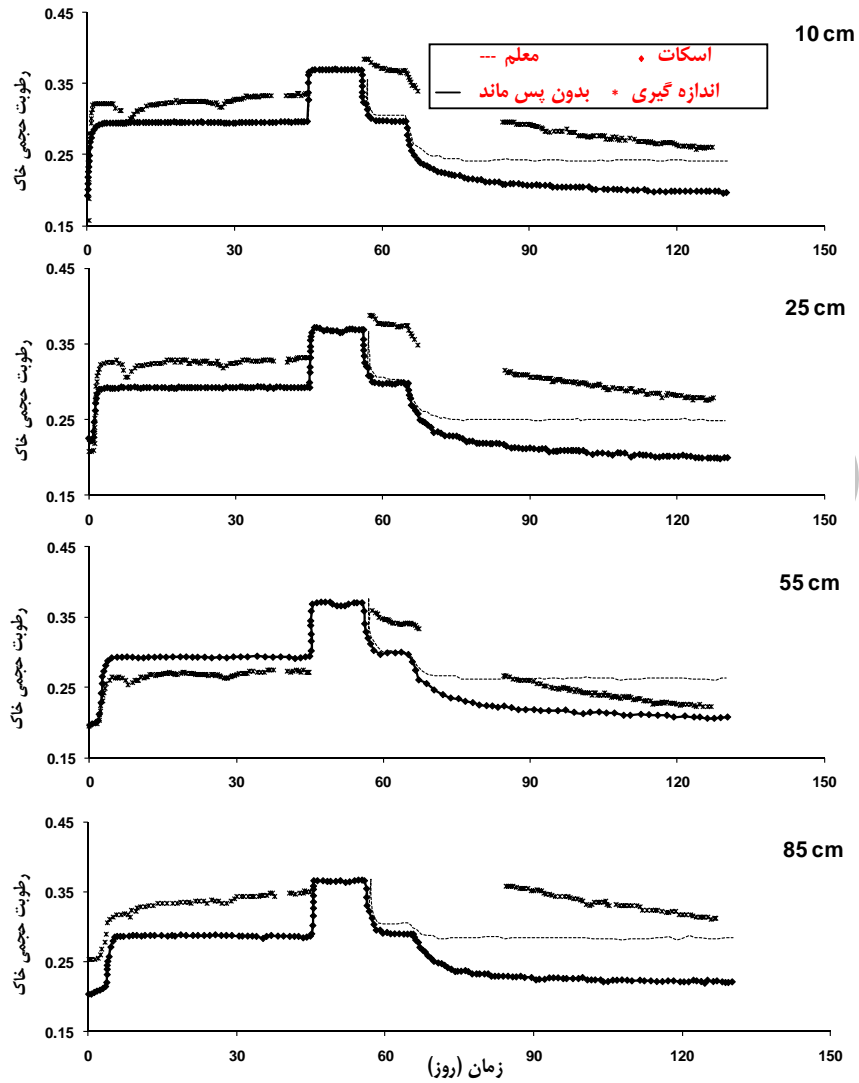 10 cm
معلم اسکات
بدون پس ماند اندازه گیری
0.45
0.35
0.25
0.15
رطوبت حجمی خاک
0 30 60 90 120 150
25 cm
0.45
0.35
0.25
0.15
رطوبت حجمی خاک
0 30 60 90 120 150
55 cm
0.45
0.35
0.25
0.15
رطوبت حجمی خاک
0 30 60 90 120 150
85 cm
0.45
0.35
0.25
0.15
رطوبت حجمی خاک
0 30 60 90 120 150
زمان (روز)